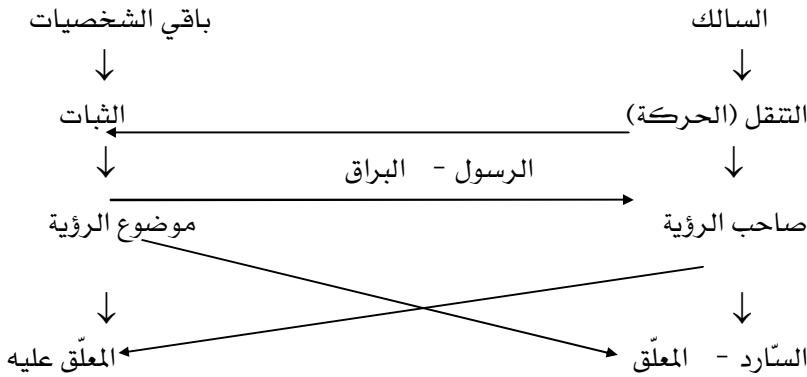 السالك باقي الشخصيات
التنقل (الحركة) الثبات
الرسول - البراق
صاحب الرؤية موضوع الرؤية
السّارد - المعلّق المعلّق عليه